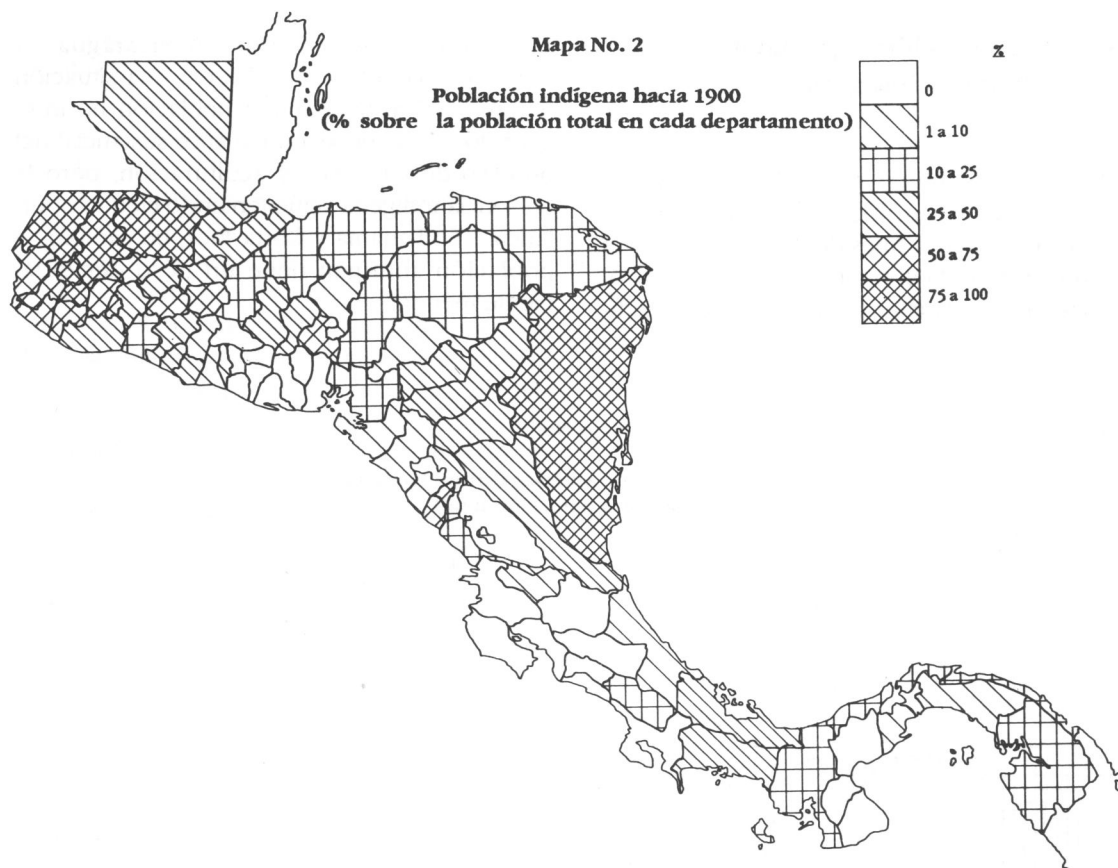 Mapa No. 2
Población indígena hacia 1900
(% sobre la población total en cada departamento)
%
0
1 a 10
10 a 25
25 a 50
50 a 75
75 a 100